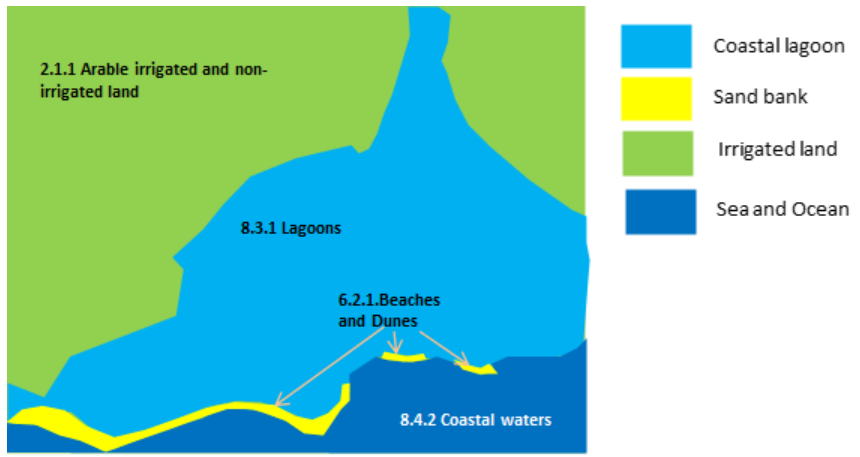 2.1.1 Arable irrigated and non-
irrigated land
8.3.1 Lagoons
6.2.1.Beaches
and Dunes
8.4.2 Coastal waters
Coastal lagoon
Sand bank
Irrigated land
Sea and Ocean